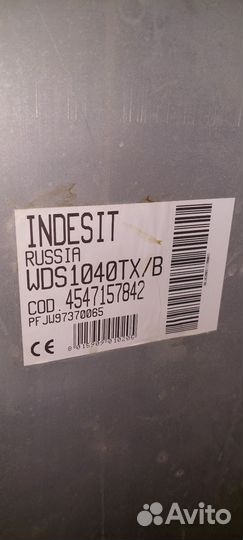 INDESIT
RUSSIA
WDS1040TX/B
COD. 4547157842
PFJW97370065
CE
Avito